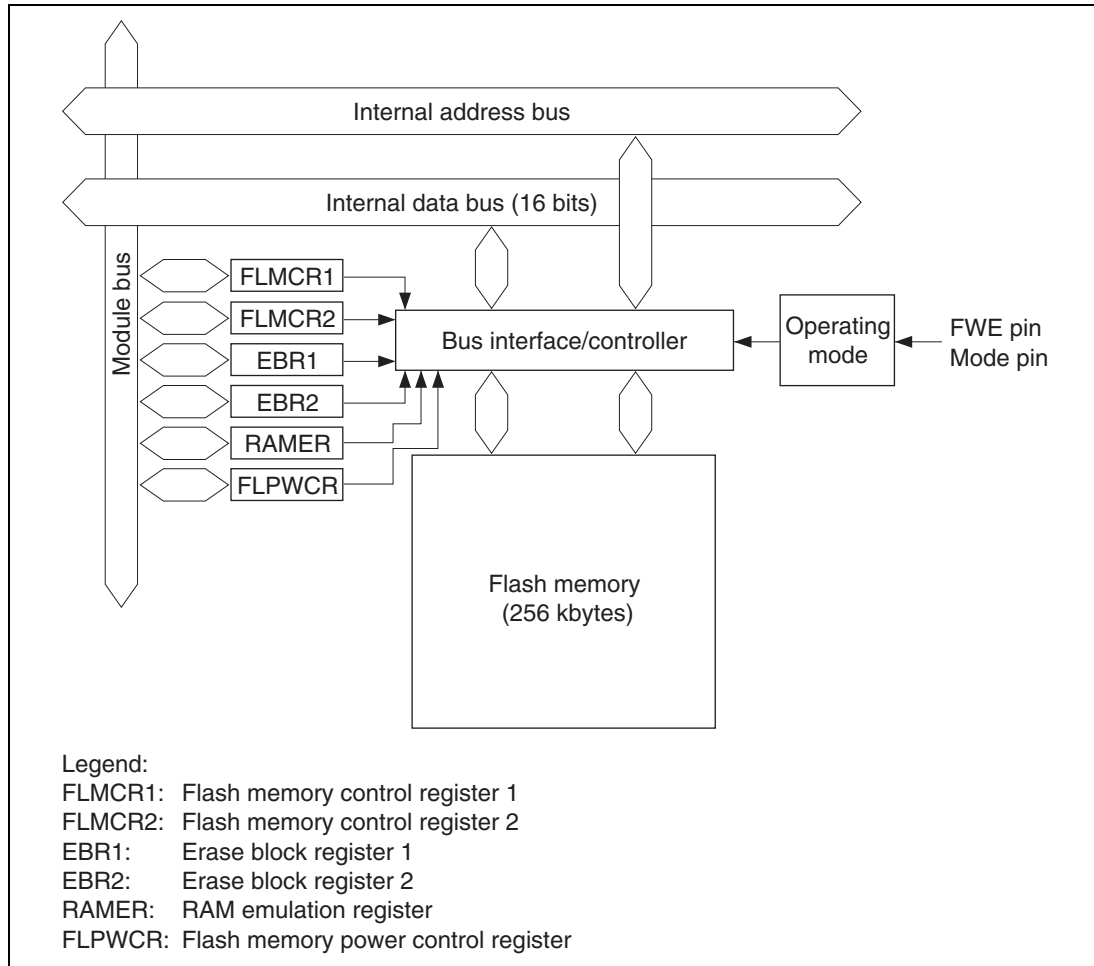 Internal address bus
Internal data bus (16 bits)
Module bus
FLMCR1
FLMCR2
EBR1
EBR2
RAMER
FLPWCR
Bus interface/controller
Operating
mode
FWE pin
Mode pin
Flash memory
(256 kbytes)
Legend:
FLMCR1: Flash memory control register 1
FLMCR2: Flash memory control register 2
EBR1: Erase block register 1
EBR2: Erase block register 2
RAMER: RAM emulation register
FLPWCR: Flash memory power control register